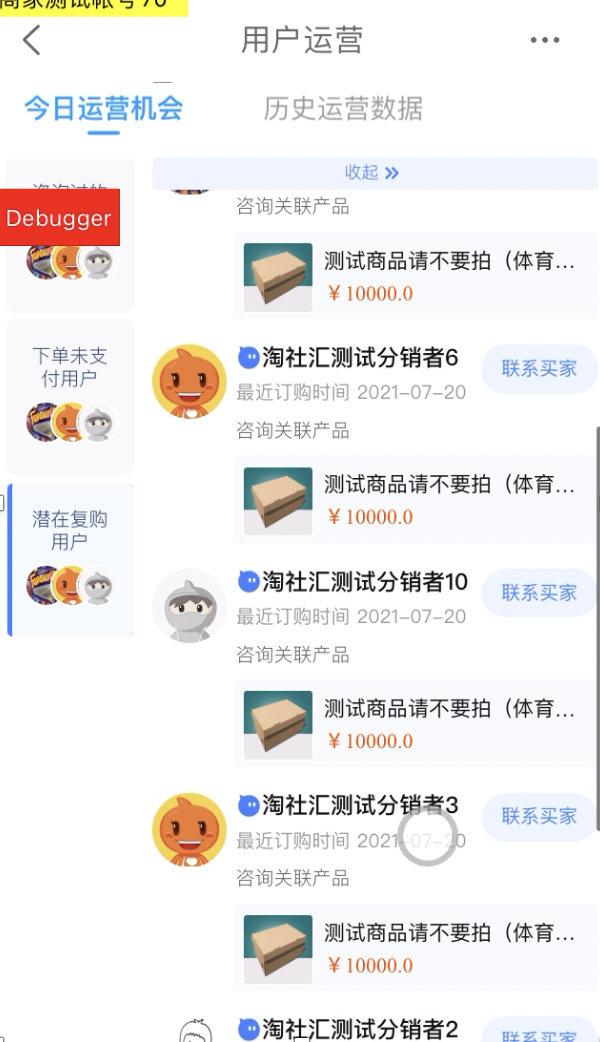 商家测试帐号70
用户运营
今日运营机会
历史运营数据
收起
咨询过的
Debugger
下单未支
付用户
潜在复购
用户
咨询关联产品
测试商品请不要拍（体育...
￥10000.0
淘社汇测试分销者6
联系买家
最近订购时间 2021-07-20
咨询关联产品
测试商品请不要拍（体育...
￥10000.0
淘社汇测试分销者10
联系买家
最近订购时间 2021-07-20
咨询关联产品
测试商品请不要拍（体育...
￥10000.0
淘社汇测试分销者3
联系买家
最近订购时间 2021-07-20
咨询关联产品
测试商品请不要拍（体育...
￥10000.0
淘社汇测试分销者2
联系买家